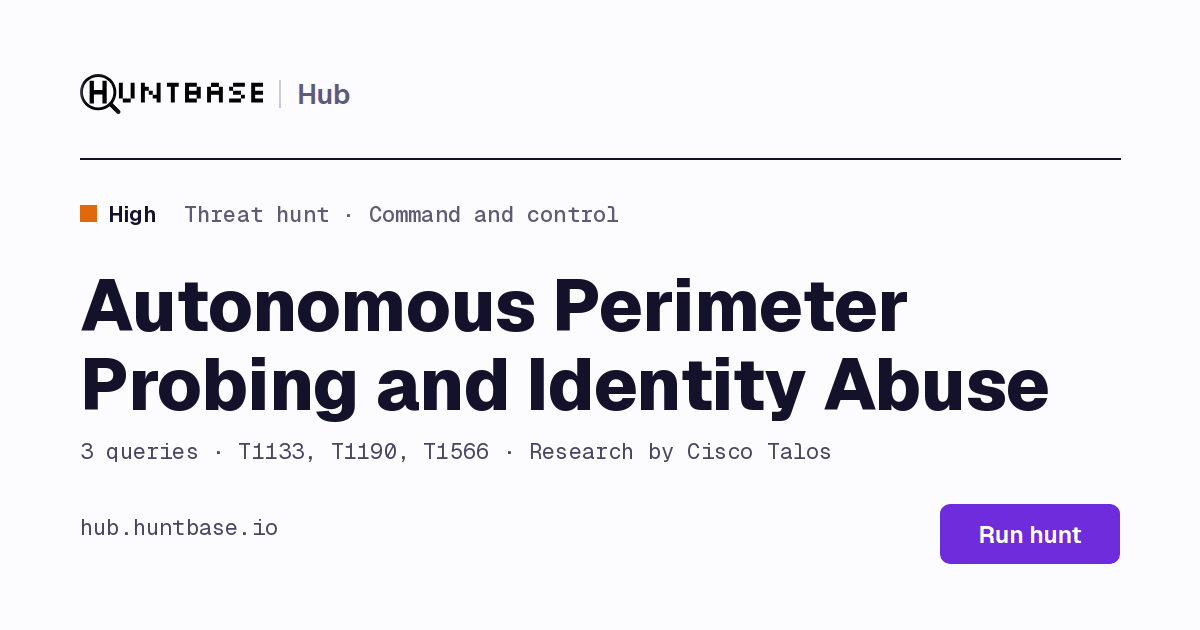 HUNTBASE Hub
High Threat hunt · Command and control
Autonomous Perimeter
Probing and Identity Abuse
3 queries · T1133, T1190, T1566 · Research by Cisco Talos
hub.huntbase.io
Run hunt